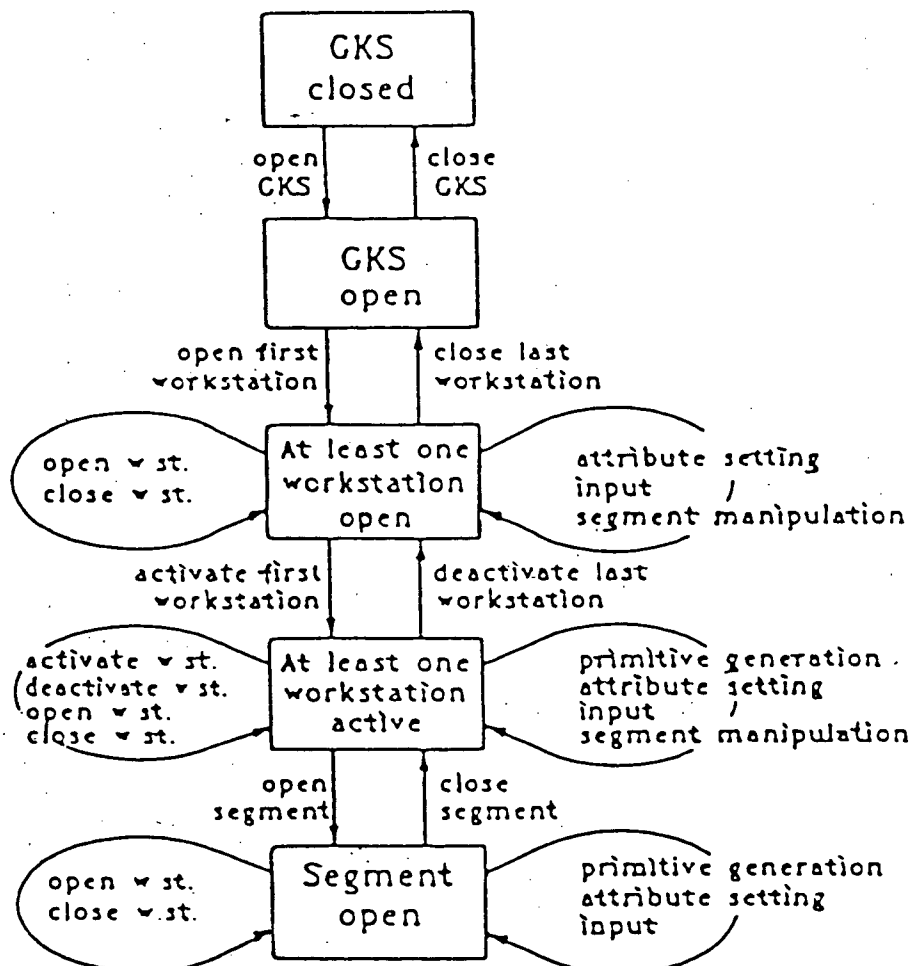 GKS
closed
open
GKS
close
GKS
GKS
open
open first
workstation
close last
workstation
open w st.
close w st.
At least one
workstation
open
attribute setting
input
segment manipulation
activate first
workstation
deactivate last
workstation
activate w st.
deactivate w st.
open w st.
close w st.
At least one
workstation
active
primitive generation
attribute setting
input
segment manipulation
open
segment
close
segment
open w st.
close w.st.
Segment
open
primitive generation
attribute setting
input